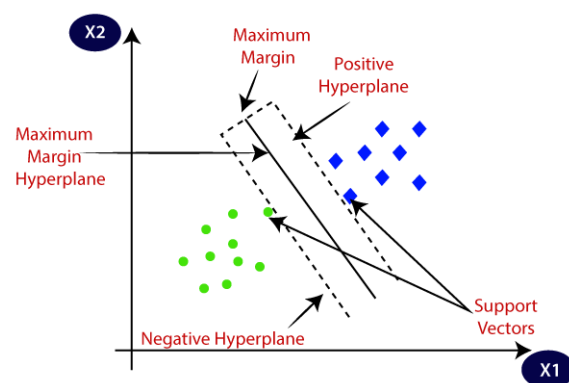 X2
Maximum
Margin
Positive
Hyperplane
Maximum
Margin
Hyperplane
Support
Vectors
Negative Hyperplane
X1